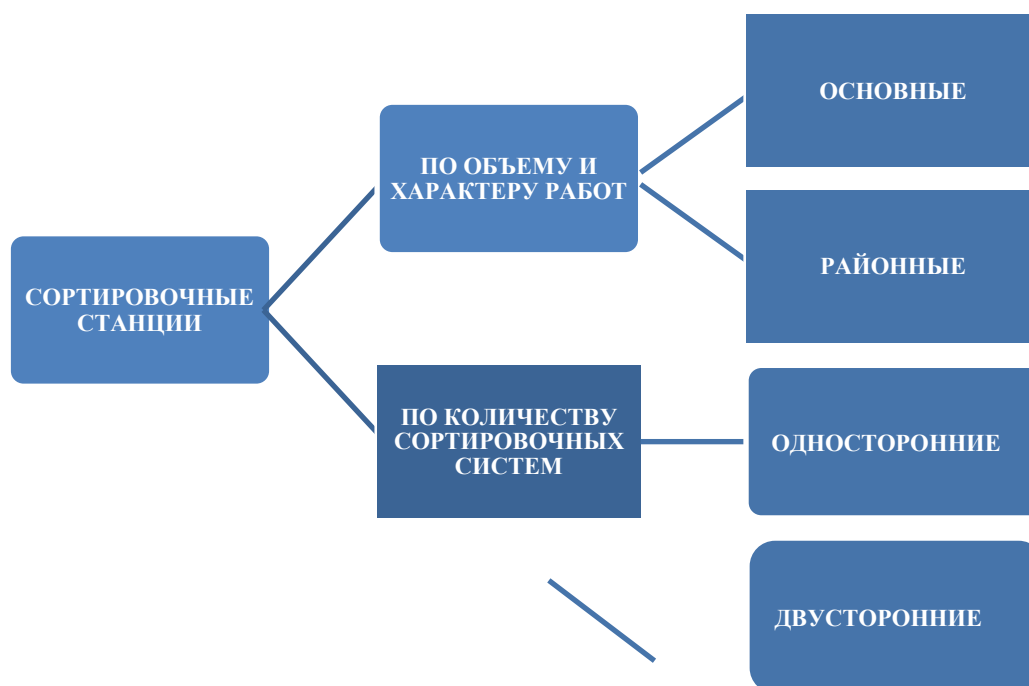 СОРТИРОВОЧНЫЕ
СТАНЦИИ
ПО ОБЪЕМУ И
ХАРАКТЕРУ РАБОТ
ОСНОВНЫЕ
РАЙОННЫЕ
ПО КОЛИЧЕСТВУ
СОРТИРОВОЧНЫХ
СИСТЕМ
ОДНОСТОРОННИЕ
ДВУСТОРОННИЕ